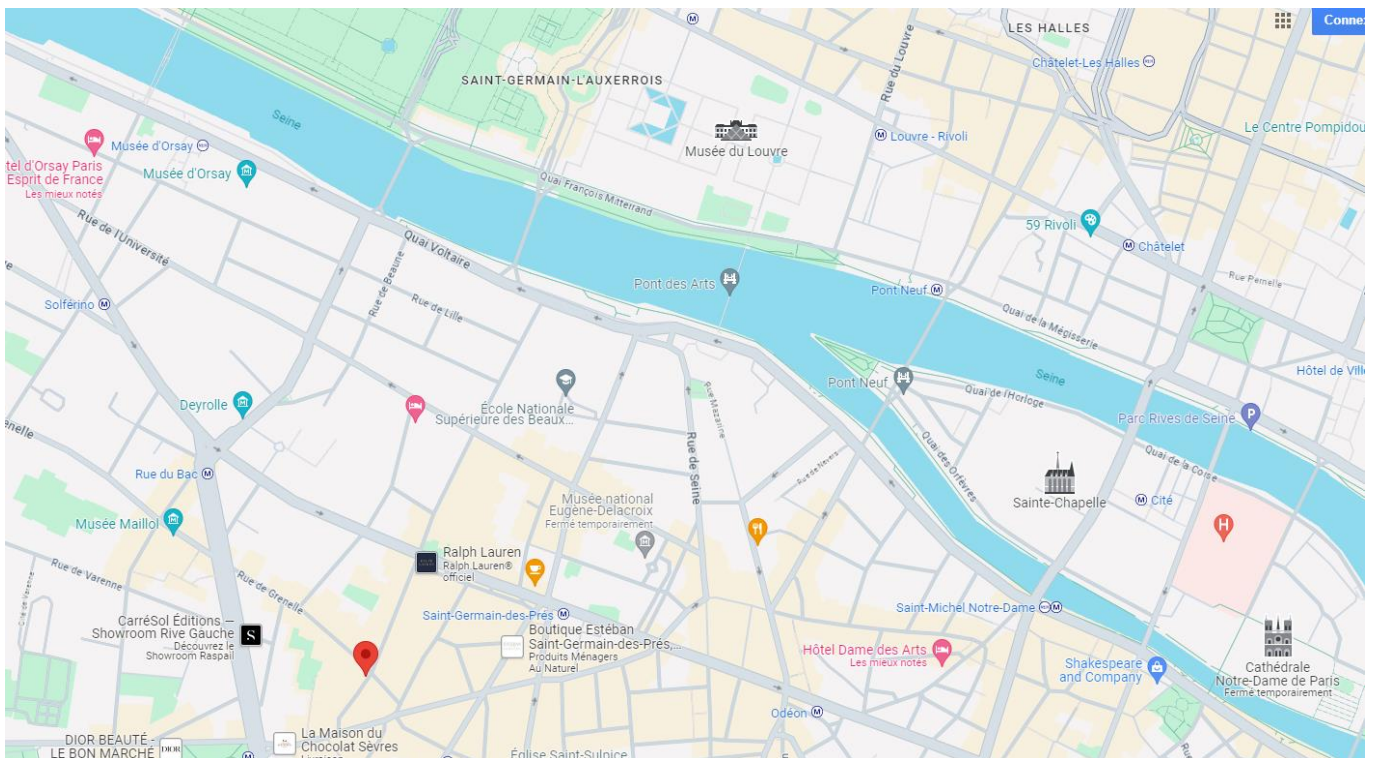 LES HALLES
Connex
Châtelet-Les Halles
Rue du Louvre
SAINT-GERMAIN-L'AUXERROIS
Seine
Musée du Louvre
Louvre - Rivoli
Le Centre Pompidou
Musée d'Orsay
tel d'Orsay Paris
Esprit de France
Les mieux notés
Musée d'Orsay
Quai François Mitterrand
59 Rivoli
Châtelet
Rue de l'Université
Quai Voltaire
Rue de Beaune
Rue de Lille
Pont des Arts
Pont Neuf
Rue Pernelle
Solférino
Quai de la Mégisserie
Seine
Hôtel de Ville
Pont Neuf
Quai de l'Horloge
Deyrolle
École Nationale
Supérieure des Beaux...
Rue Mazarine
Parc Rives de Seine
enelle
Rue de Seine
Rue de Nevers
Quai des Orfèvres
Quai de la Corse
Rue du Bac
Sainte-Chapelle
Cité
Musée Maillol
Musée national
Eugène-Delacroix
Fermé temporairement
H
Ralph Lauren
Ralph Lauren®
officiel
Rue de Varenne
Rue de Grenelle
Saint-Germain-des-Prés
Saint-Michel Notre-Dame
CarréSol Éditions —
Showroom Rive Gauche
Découvrez le
Showroom Raspail
S
Boutique Estéban
Saint-Germain-des-Prés,...
Produits Ménagers
Au Naturel
Hôtel Dame des Arts
Les mieux notés
Shakespeare
and Company
Cathédrale
Notre-Dame de Paris
Fermé temporairement
Odéon
DIOR BEAUTÉ -
LE BON MARCHÉ
DIOR
La Maison du
Chocolat Sèvres
Église Saint-Sulpice